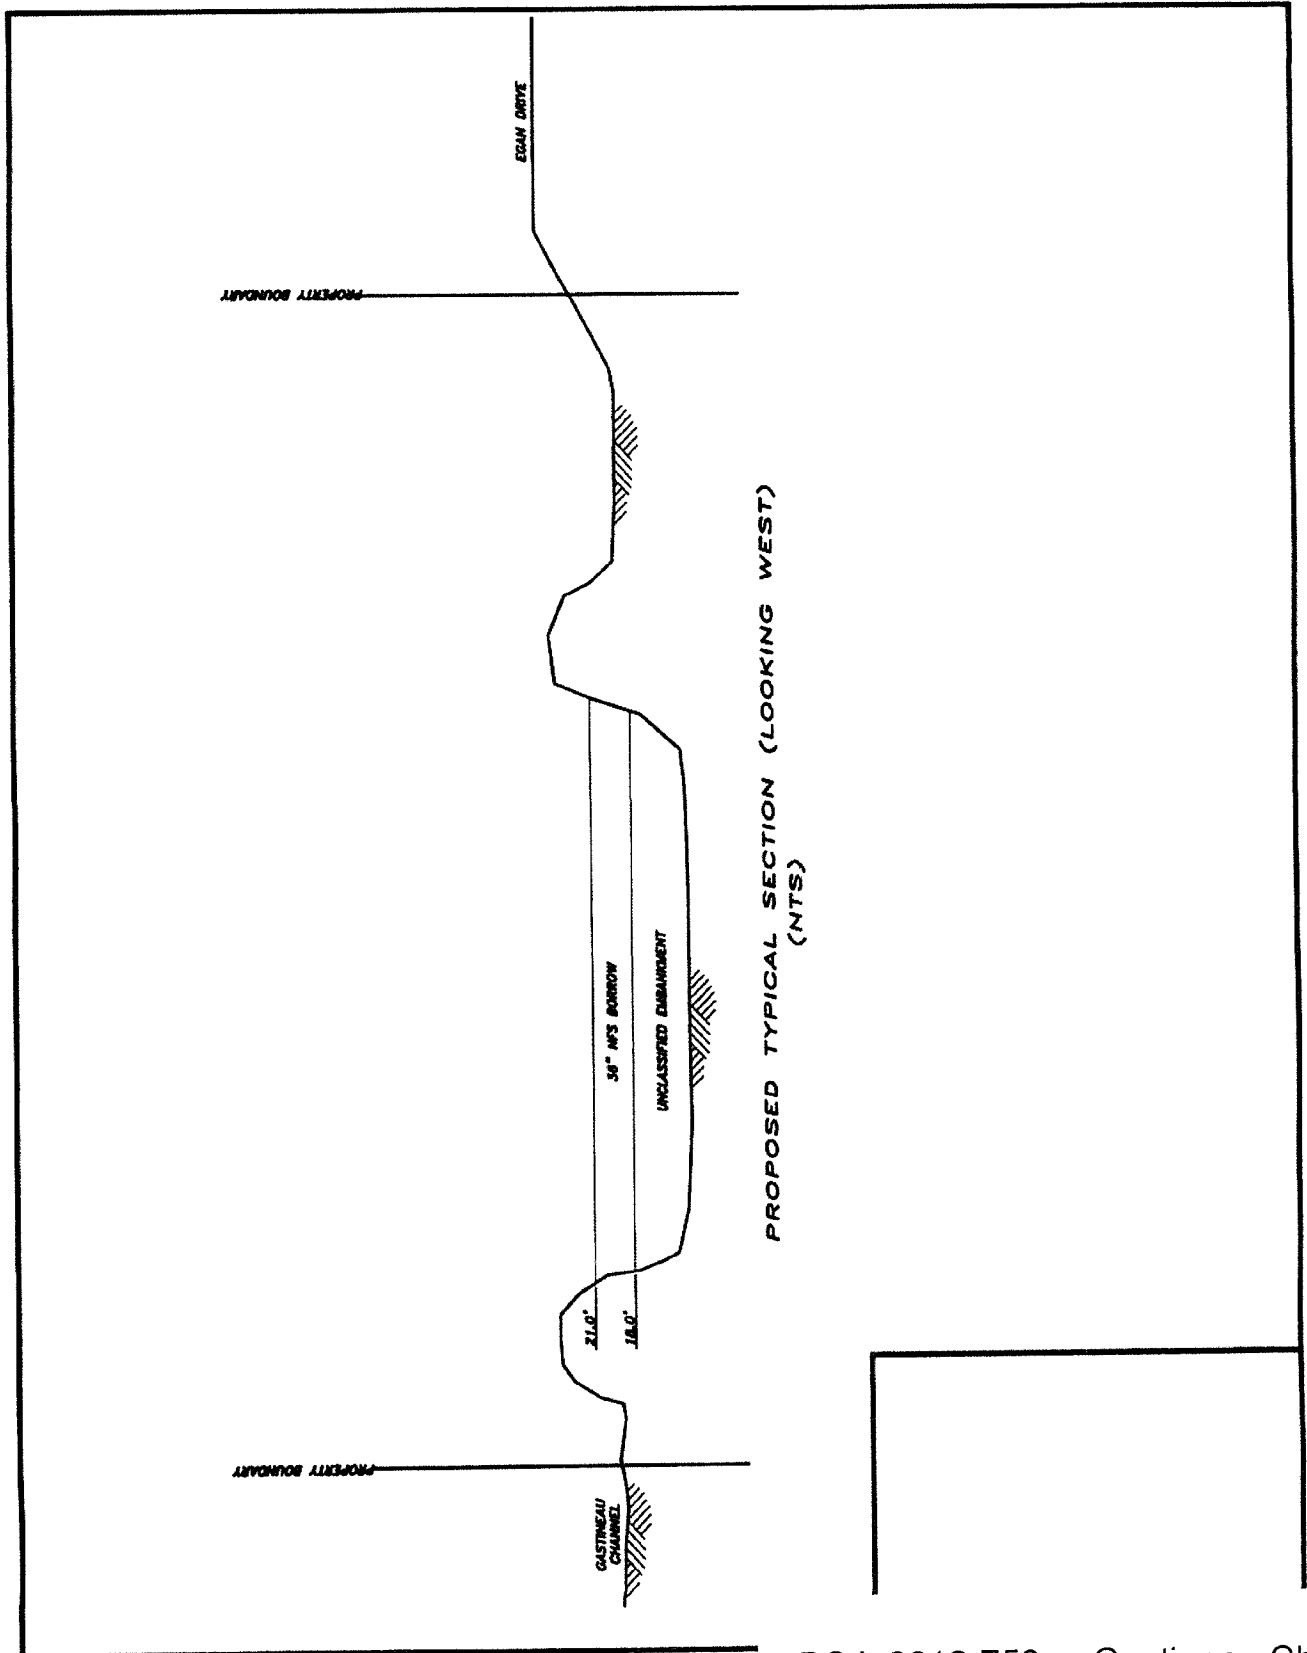 EGAN DRIVE
PROPERTY BOUNDARY
36" NFS BORROW
UNCLASSIFIED EMBANKMENT
21.0'
18.0'
PROPERTY BOUNDARY
GASTINEAU
CHANNEL
PROPOSED TYPICAL SECTION (LOOKING WEST)
(NTS)